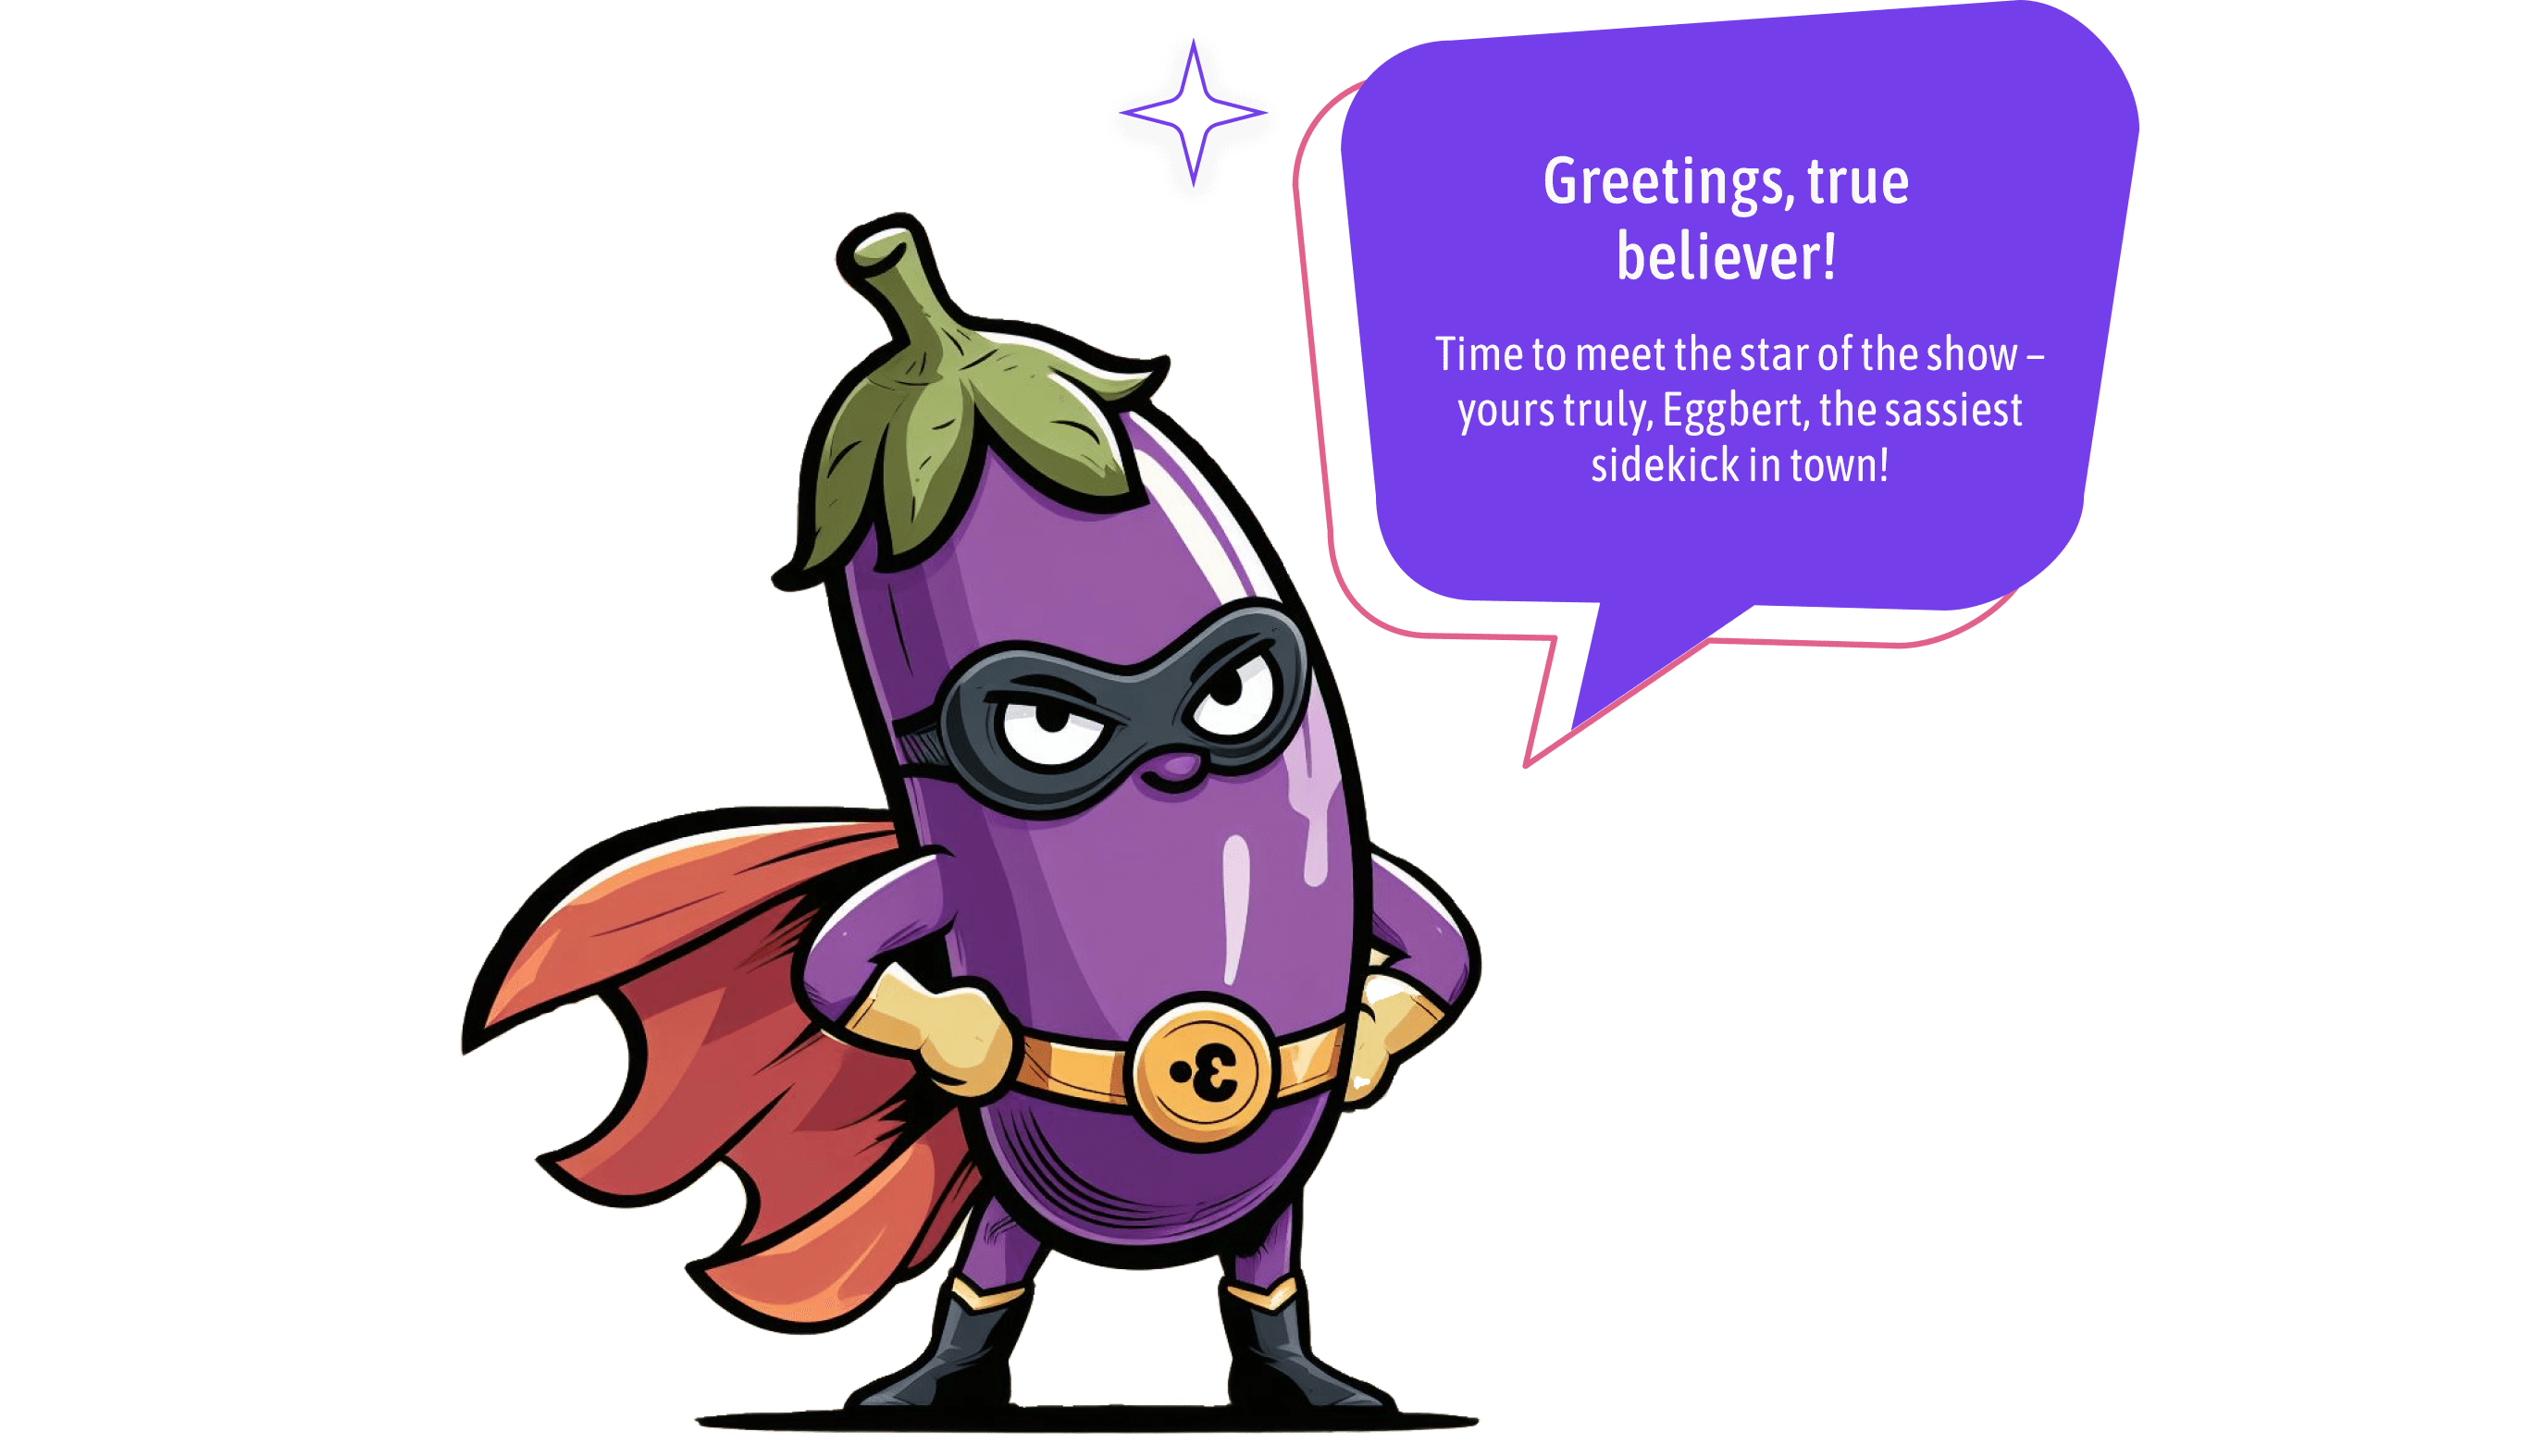 Greetings, true
believer!
Time to meet the star of the show –
yours truly, Eggbert, the sassiest
sidekick in town!